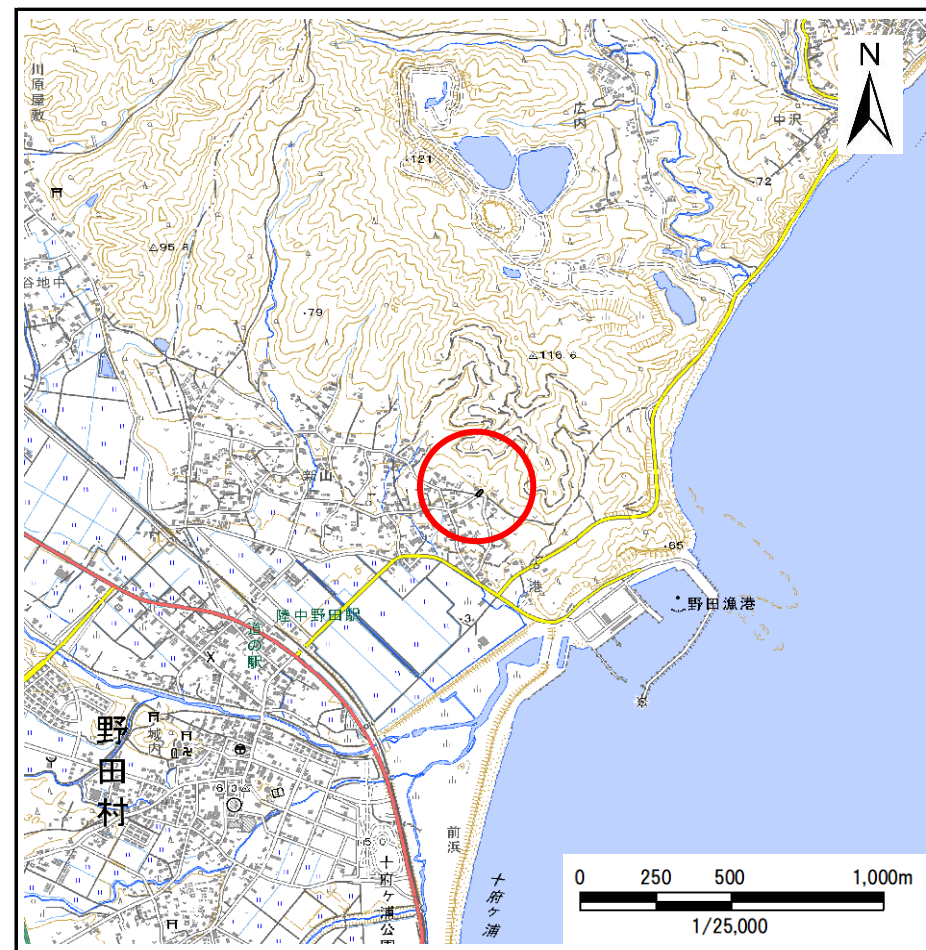 川原屋敷
広内
中沢
N
・121
・72
△95.8
谷地中
・79
△116.6
新山
・65
港
野田漁港
陸中野田駅
道の駅
・3
野田村
城内
前浜
十府ヶ浦公園
十府ヶ浦
0 250 500 1,000m
1/25,000